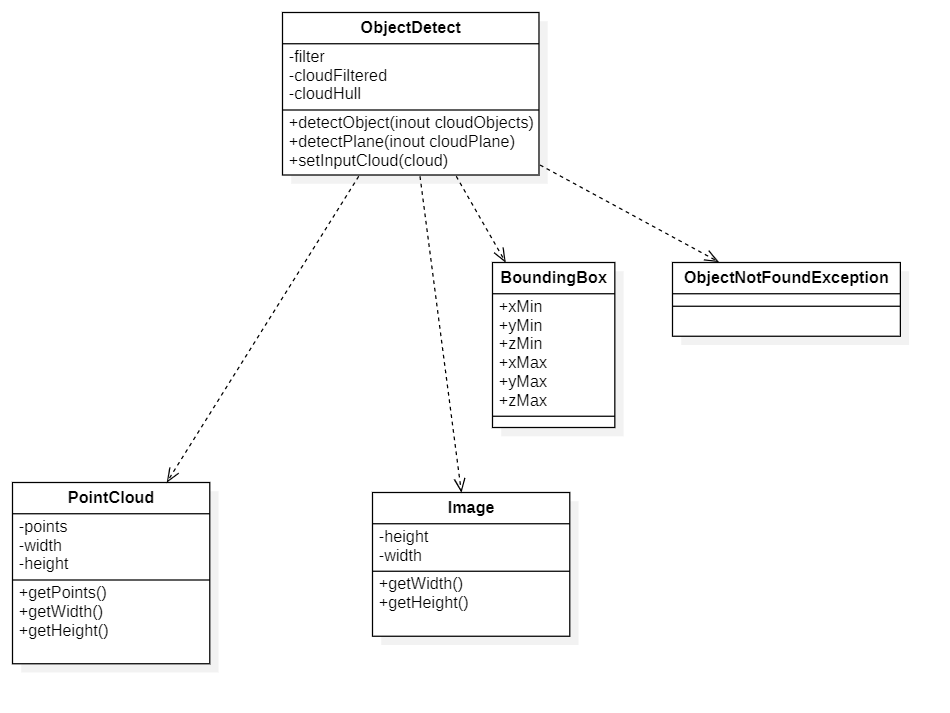 ObjectDetect
-filter
-cloudFiltered
-cloudHull
+detectObject(inout cloudObjects)
+detectPlane(inout cloudPlane)
+setInputCloud(cloud)
BoundingBox
+xMin
+yMin
+zMin
+xMax
+yMax
+zMax
ObjectNotFoundException
PointCloud
-points
-width
-height
+getPoints()
+getWidth()
+getHeight()
Image
-height
-width
+getWidth()
+getHeight()